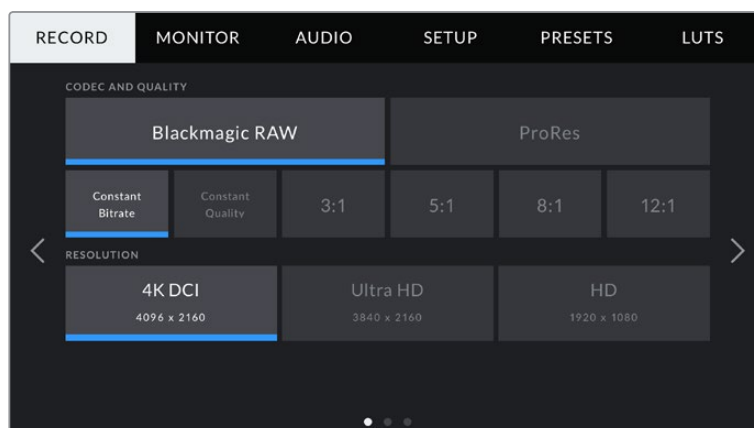 RECORD MONITOR AUDIO SETUP PRESETS LUTS
CODEC AND QUALITY
Blackmagic RAW ProRes
Constant Bitrate
Constant Quality
3:1 5:1 8:1 12:1
RESOLUTION
4K DCI Ultra HD HD
4096 x 2160 3840 x 2160 1920 x 1080